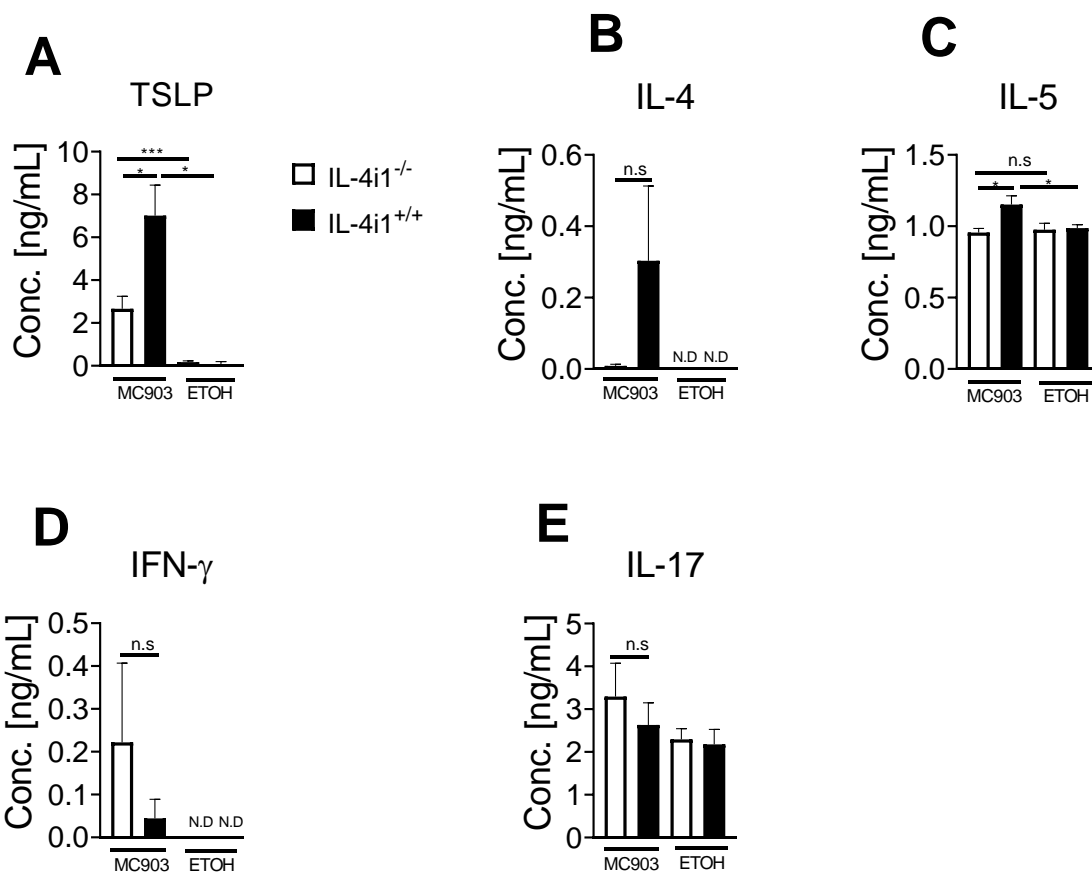 A
TSLP
Conc. [ng/mL]
10
8
6
4
2
0
***
*
*
MC903
ETOH
IL-4i1-/-
IL-4i1+/+
B
IL-4
Conc. [ng/mL]
0.6
0.4
0.2
0.0
n.s
N.D N.D
MC903
ETOH
C
IL-5
Conc. [ng/mL]
1.5
1.0
0.5
0.0
n.s
*
*
MC903
ETOH
D
IFN-γ
Conc. [ng/mL]
0.5
0.4
0.3
0.2
0.1
0.0
n.s
N.D N.D
MC903
ETOH
E
IL-17
Conc. [ng/mL]
5
4
3
2
1
0
n.s
MC903
ETOH